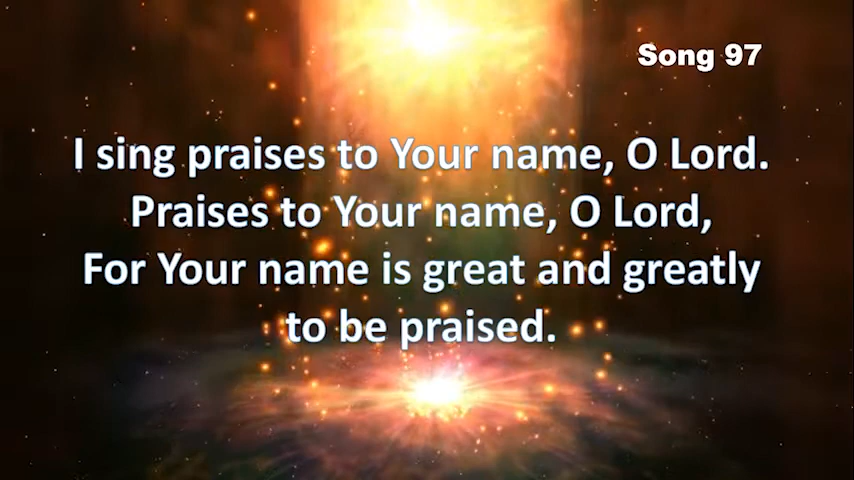 Song 97
I sing praises to Your name, O Lord.
Praises to Your name, O Lord,
For Your name is great and greatly
to be praised.